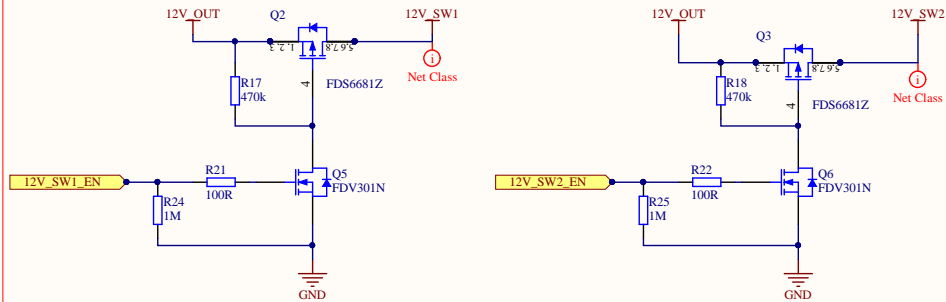 12V_OUT
Q2
12V_SW1
1, 2, 3
5,6,7,8
i
Net Class
R17
470k
4
FDS6681Z
12V_SW1_EN
R21
100R
Q5
FDV301N
R24
1M
GND
12V_OUT
Q3
12V_SW2
1, 2, 3
5,6,7,8
i
Net Class
R18
470k
4
FDS6681Z
12V_SW2_EN
R22
100R
Q6
FDV301N
R25
1M
GND